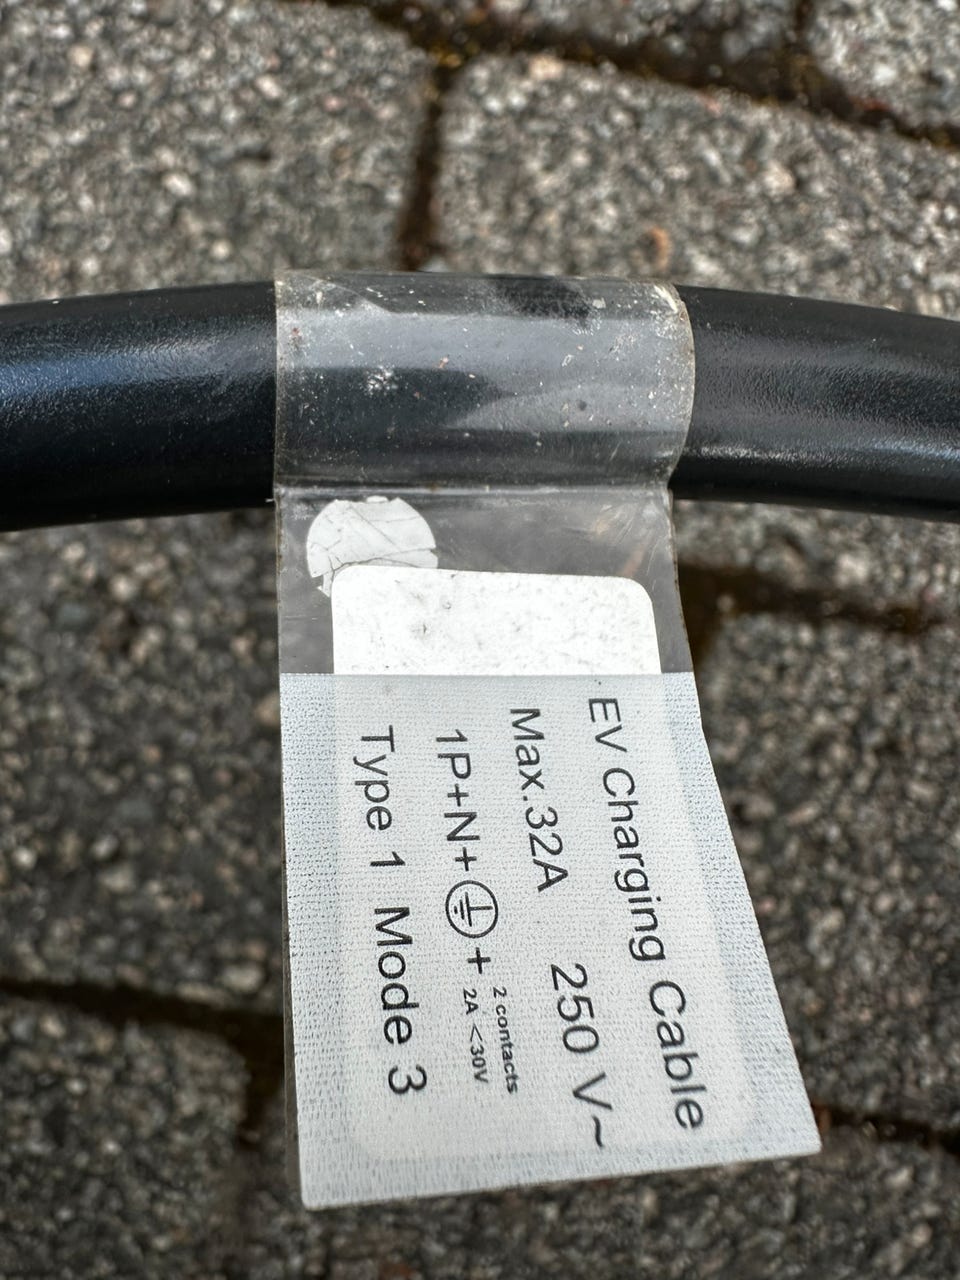 EV Charging Cable
Max.32A 250 V~
1P+N+⏚+ 2 contacts 2A <30V
Type 1 Mode 3